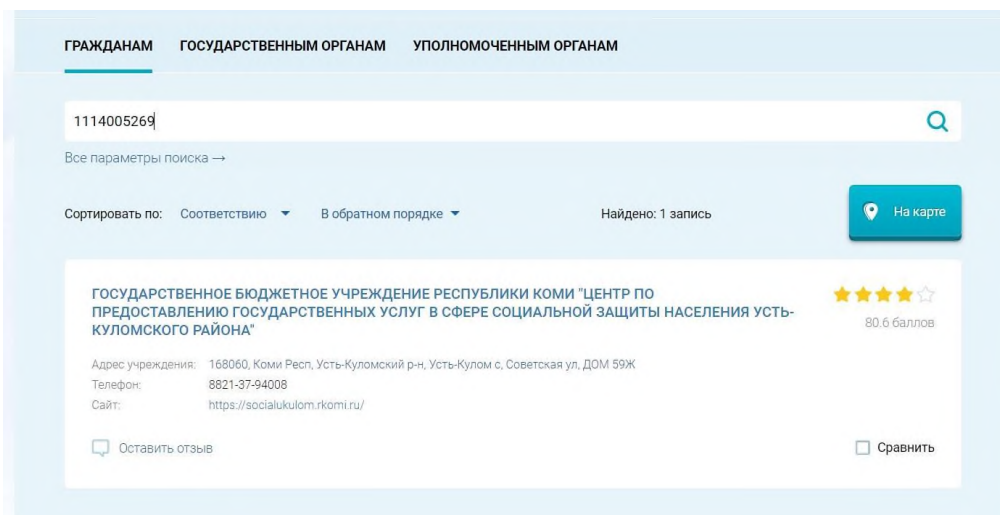 ГРАЖДАНАМ ГОСУДАРСТВЕННЫМ ОРГАНАМ УПОЛНОМОЧЕННЫМ ОРГАНАМ
1114005269
Все параметры поиска →
Сортировать по: Соответствию В обратном порядке Найдено: 1 запись На карте
ГОСУДАРСТВЕННОЕ БЮДЖЕТНОЕ УЧРЕЖДЕНИЕ РЕСПУБЛИКИ КОМИ "ЦЕНТР ПО
ПРЕДОСТАВЛЕНИЮ ГОСУДАРСТВЕННЫХ УСЛУГ В СФЕРЕ СОЦИАЛЬНОЙ ЗАЩИТЫ НАСЕЛЕНИЯ УСТЬ-
КУЛОМСКОГО РАЙОНА"
80.6 баллов
Адрес учреждения: 168060, Коми Респ, Усть-Куломский р-н, Усть-Кулом с, Советская ул, ДОМ 59Ж
Телефон: 8821-37-94008
Сайт: https://socialukulom.rkomi.ru/
Оставить отзыв Сравнить